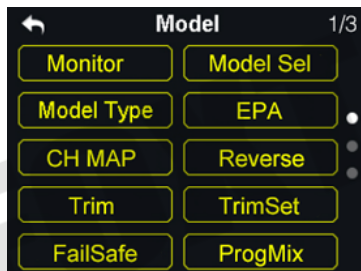 Model 1/3
Monitor Model Sel
Model Type EPA
CH MAP Reverse
Trim TrimSet
FailSafe ProgMix